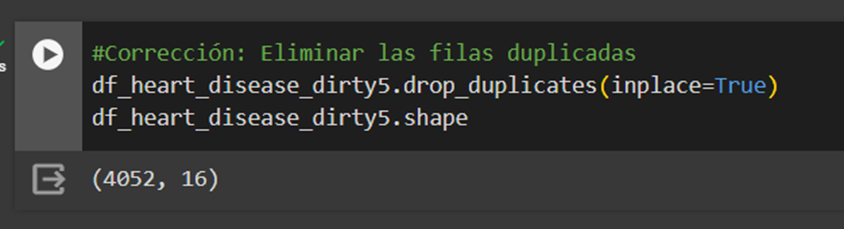 #Corrección: Eliminar las filas duplicadas
df_heart_disease_dirty5.drop_duplicates(inplace=True)
s
df_heart_disease_dirty5.shape
(4052, 16)